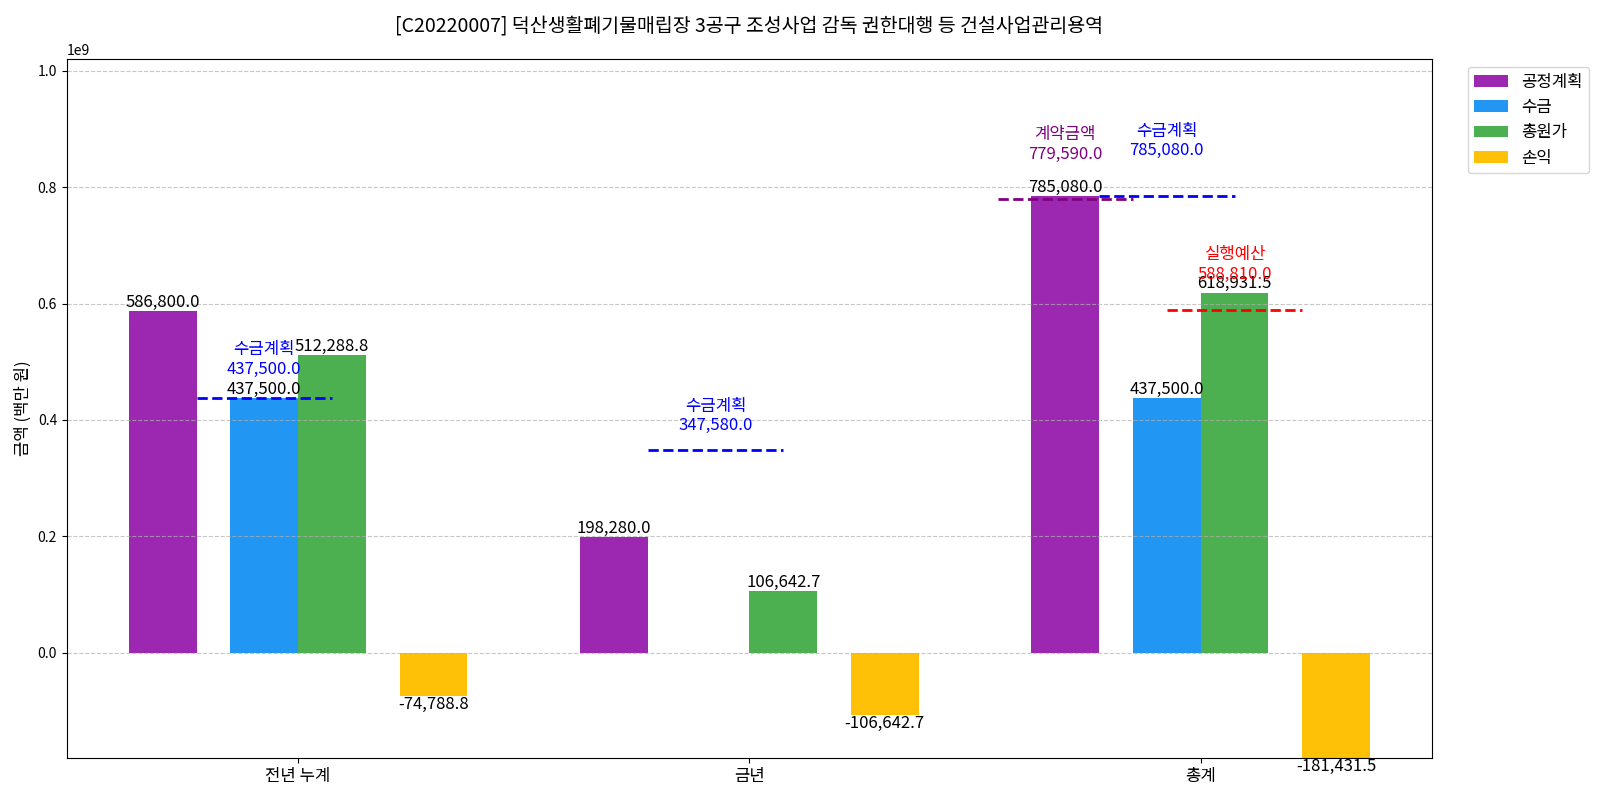 [C20220007] 덕산생활폐기물매립장 3공구 조성사업 감독 권한대행 등 건설사업관리용역
1e9
1.0
0.8
0.6
0.4
0.2
0.0
금액 (백만 원)
586,800.0
수금계획
437,500.0
437,500.0
512,288.8
-74,788.8
198,280.0
수금계획
347,580.0
106,642.7
-106,642.7
계약금액
779,590.0
785,080.0
수금계획
785,080.0
437,500.0
실행예산
588,810.0
618,931.5
-181,431.5
전년 누계
금년
총계
공정계획
수금
총원가
손익